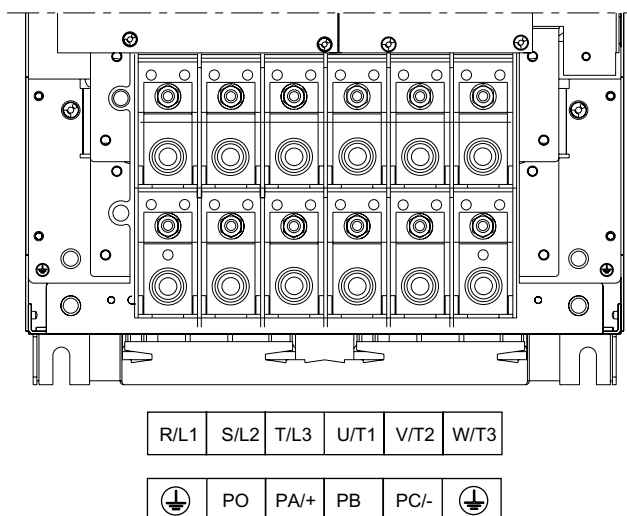 R/L1 S/L2 T/L3 U/T1 V/T2 W/T3
⏚ PO PA/+ PB PC/- ⏚